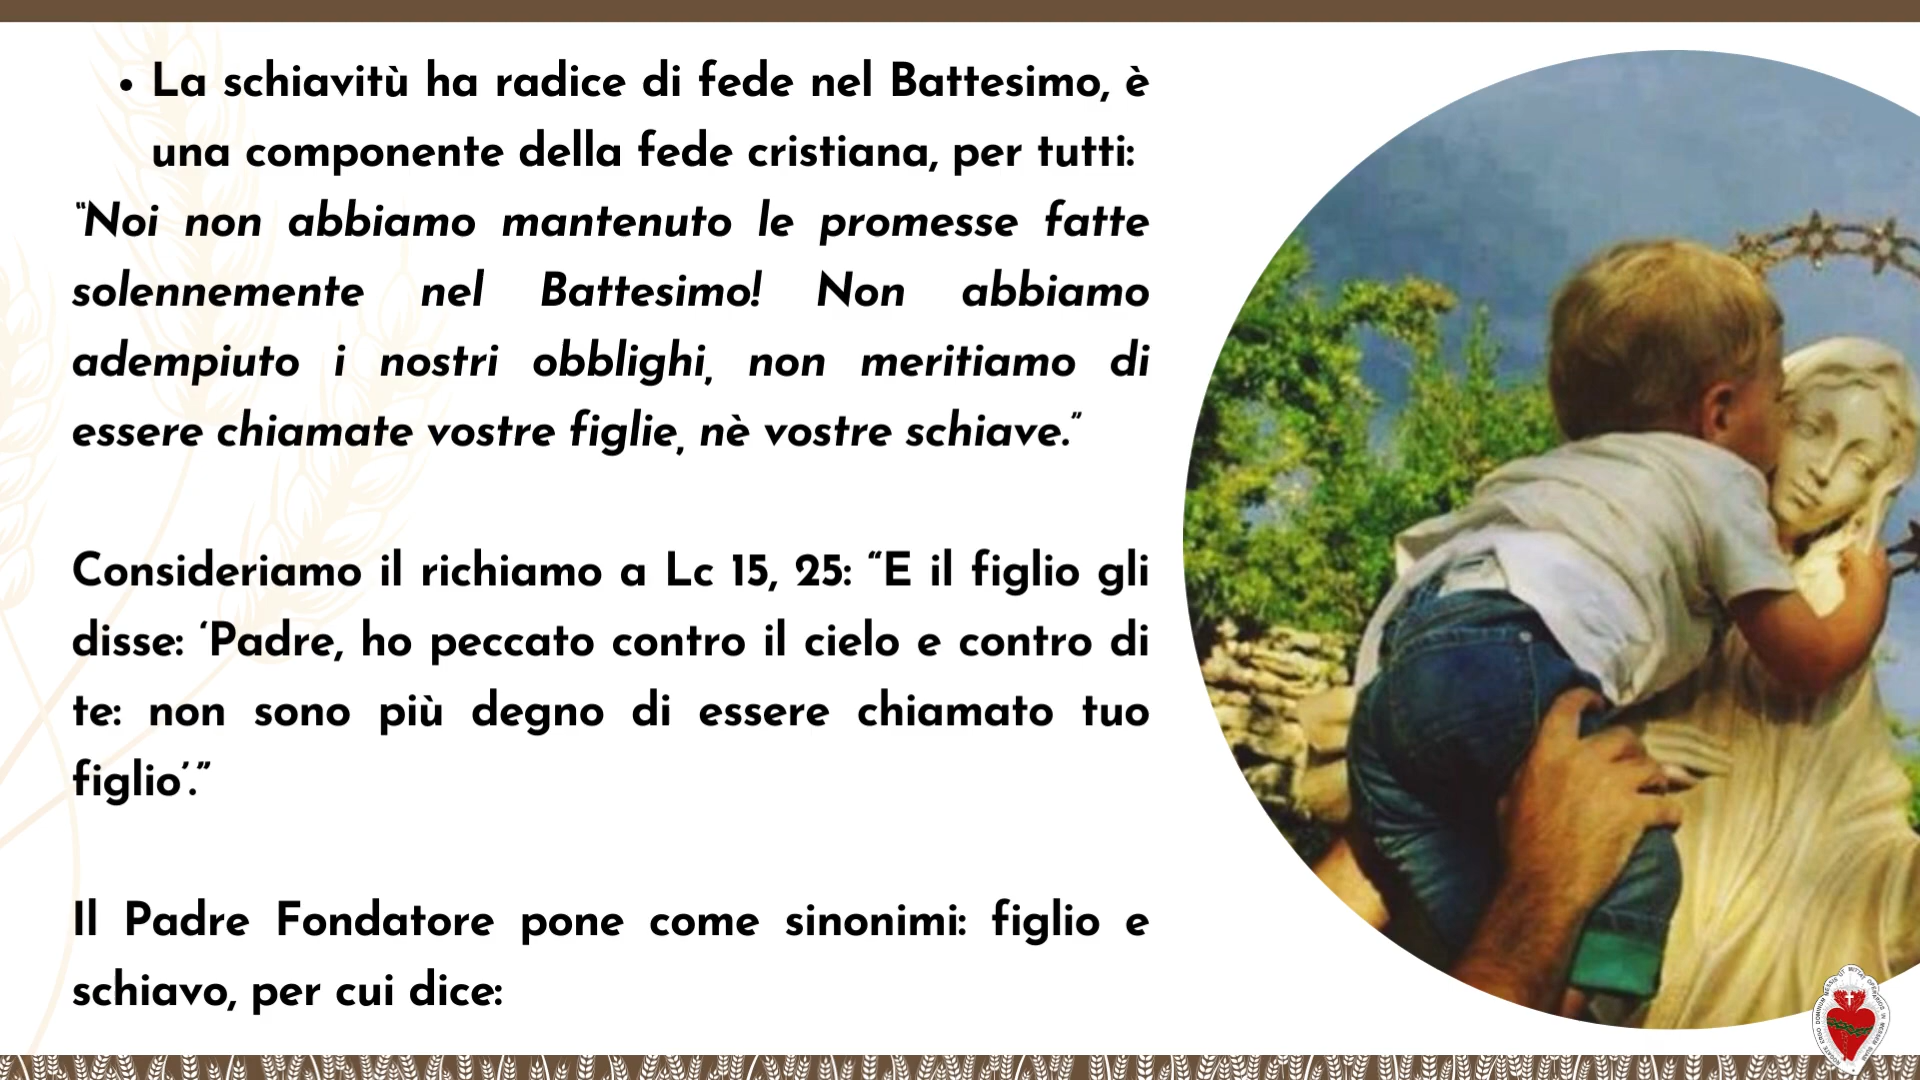 • La schiavitù ha radice di fede nel Battesimo, è
una componente della fede cristiana, per tutti:
“Noi non abbiamo mantenuto le promesse fatte
solennemente nel Battesimo! Non abbiamo
adempiuto i nostri obblighi, non meritiamo di
essere chiamate vostre figlie, nè vostre schiave.”
Consideriamo il richiamo a Lc 15, 25: “E il figlio gli
disse: ‘Padre, ho peccato contro il cielo e contro di
te: non sono più degno di essere chiamato tuo
figlio’.”
Il Padre Fondatore pone come sinonimi: figlio e
schiavo, per cui dice: